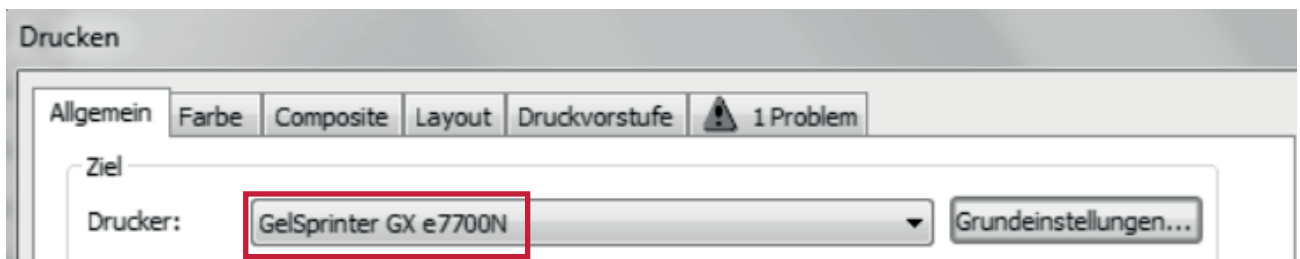 Drucken
Allgemein Farbe Composite Layout Druckvorstufe 1 Problem
Ziel
Drucker: GelSprinter GX e7700N Grundeinstellungen...